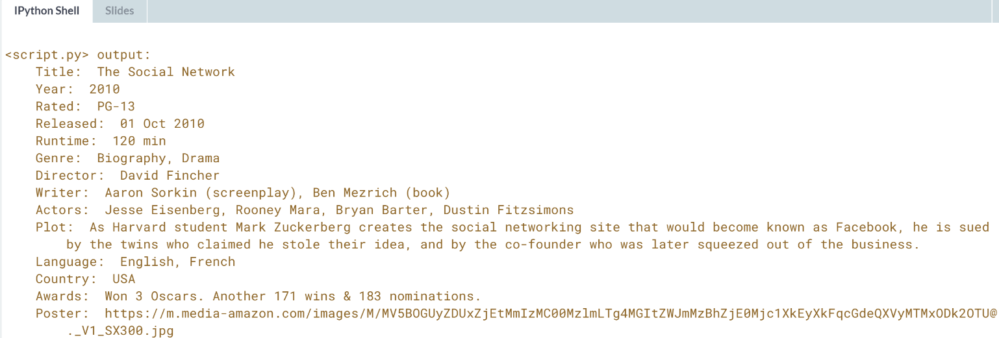 IPython Shell
Slides
<script.py> output:
Title:  The Social Network
Year:  2010
Rated:  PG-13
Released:  01 Oct 2010
Runtime:  120 min
Genre:  Biography, Drama
Director:  David Fincher
Writer:  Aaron Sorkin (screenplay), Ben Mezrich (book)
Actors:  Jesse Eisenberg, Rooney Mara, Bryan Barter, Dustin Fitzsimons
Plot:  As Harvard student Mark Zuckerberg creates the social networking site that would become known as Facebook, he is sued
by the twins who claimed he stole their idea, and by the co-founder who was later squeezed out of the business.
Language:  English, French
Country:  USA
Awards:  Won 3 Oscars. Another 171 wins & 183 nominations.
Poster:  https://m.media-amazon.com/images/M/MV5BOGUyZDUxZjEtMmIzMC00MzlmLTg4MGItZWJmMzBhZjE0Mjc1XkEyXkFqcGdeQXVyMTMxODk2OTU@
._V1_SX300.jpg